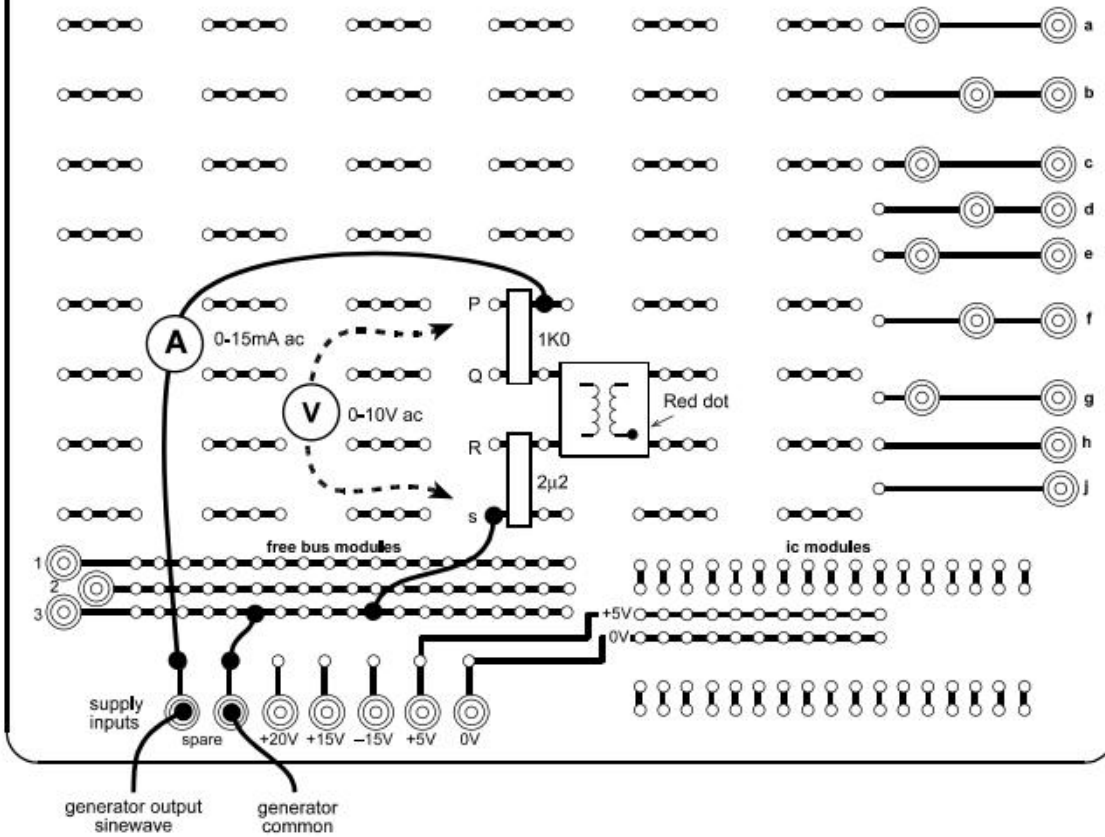 a
b
c
d
e
P
A
0-15mA ac
1K0
f
Q
V
0-10V ac
Red dot
g
R
h
2µ2
j
s
free bus modules
ic modules
1
2
3
+5V
0V
supply
inputs
spare
+20V +15V –15V +5V 0V
generator output
sinewave
generator
common